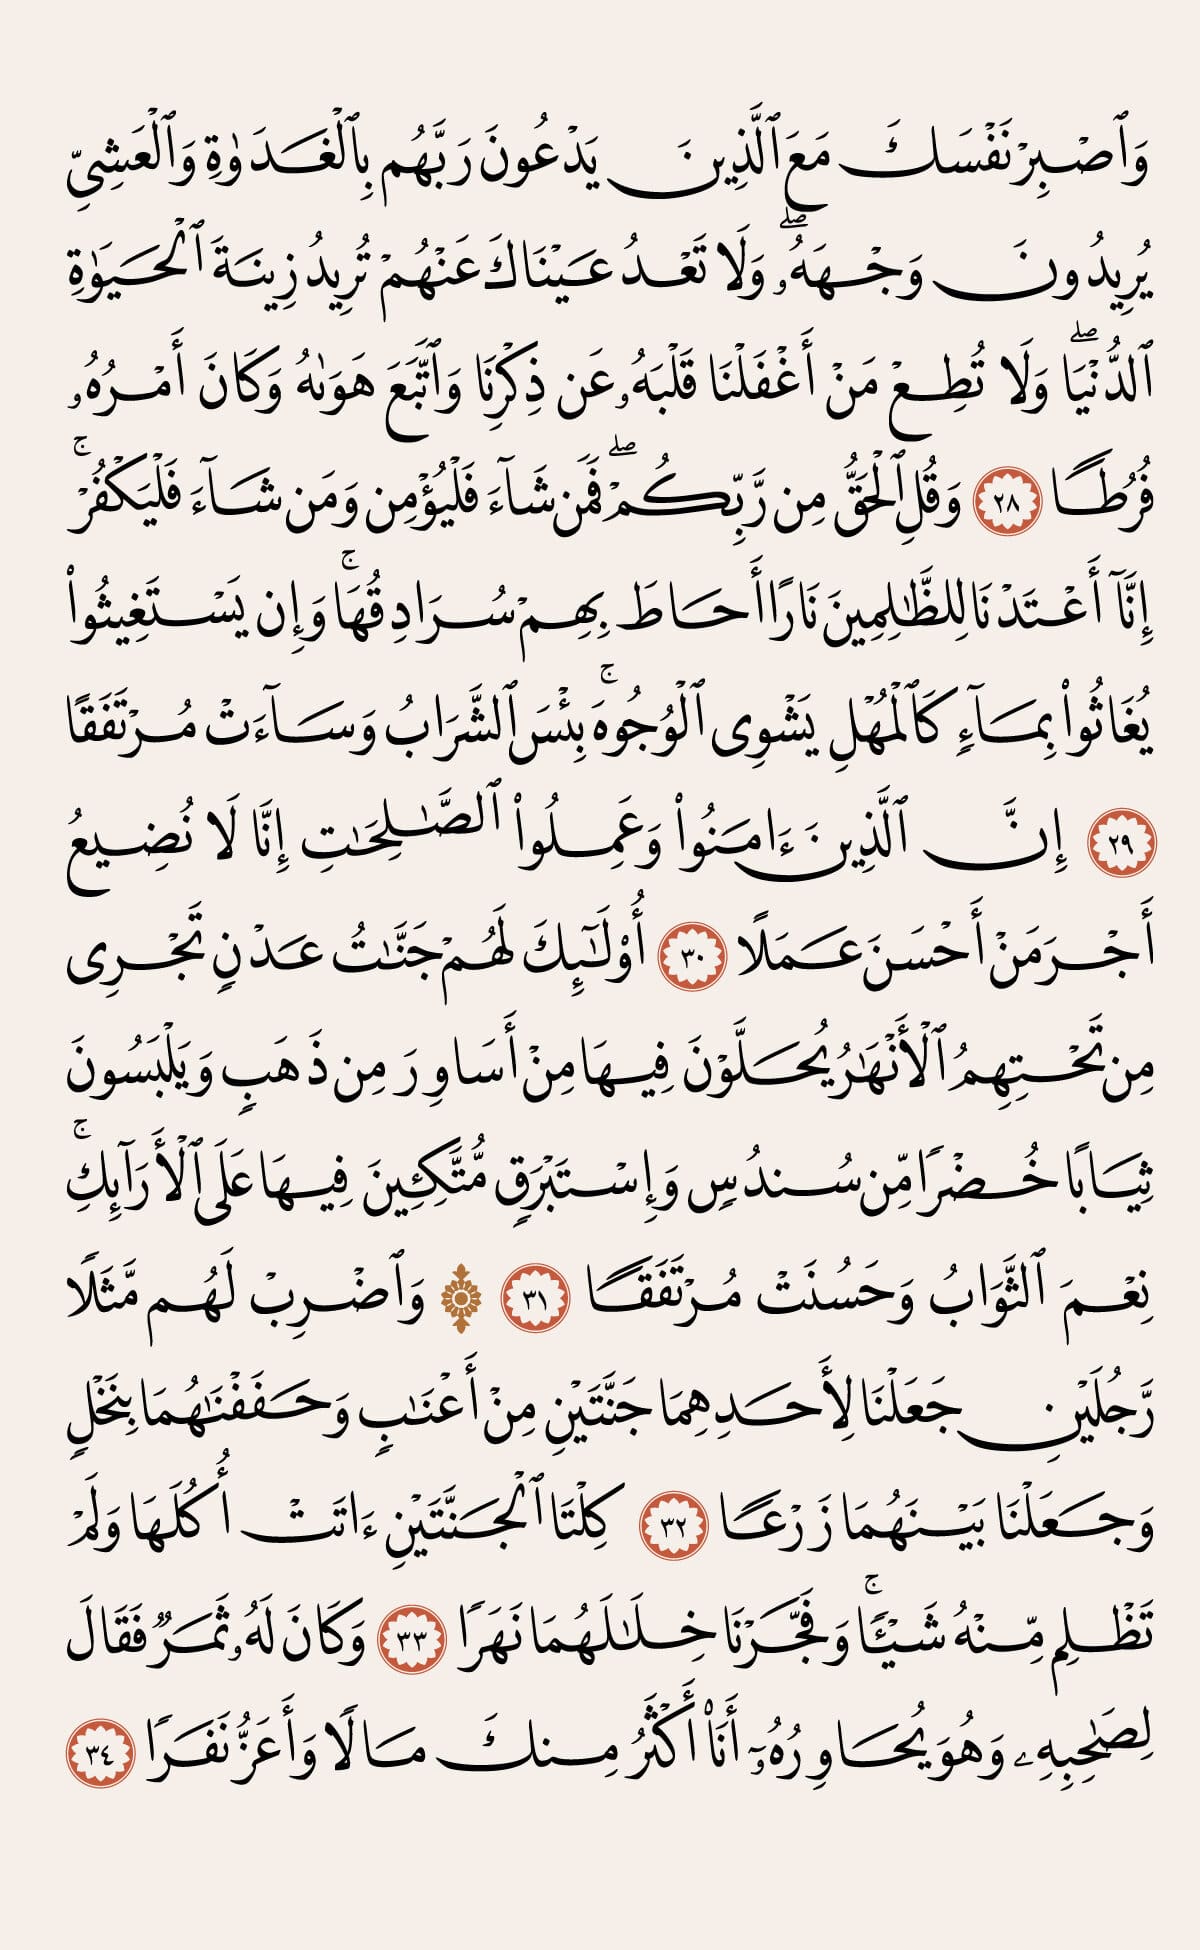 وَٱصْبِرْ نَفْسَكَ مَعَ ٱلَّذِينَ يَدْعُونَ رَبَّهُم بِٱلْغَدَوٰةِ وَٱلْعَشِىِّ
يُرِيدُونَ وَجْهَهُۥۖ وَلَا تَعْدُ عَيْنَاكَ عَنْهُمْ تُرِيدُ زِينَةَ ٱلْحَيَوٰةِ
ٱلدُّنْيَاۖ وَلَا تُطِعْ مَنْ أَغْفَلْنَا قَلْبَهُۥ عَن ذِكْرِنَا وَٱتَّبَعَ هَوَىٰهُ وَكَانَ أَمْرُهُۥ
فُرُطًا ٢٨ وَقُلِ ٱلْحَقُّ مِن رَّبِّكُمْۖ فَمَن شَآءَ فَلْيُؤْمِن وَمَن شَآءَ فَلْيَكْفُرْۚ
إِنَّآ أَعْتَدْنَا لِلظَّـٰلِمِينَ نَارًا أَحَاطَ بِهِمْ سُرَادِقُهَاۚ وَإِن يَسْتَغِيثُوا۟
يُغَاثُوا۟ بِمَآءٍ كَٱلْمُهْلِ يَشْوِى ٱلْوُجُوهَۚ بِئْسَ ٱلشَّرَابُ وَسَآءَتْ مُرْتَفَقًا
٢٩ إِنَّ ٱلَّذِينَ ءَامَنُوا۟ وَعَمِلُوا۟ ٱلصَّـٰلِحَـٰتِ إِنَّا لَا نُضِيعُ
أَجْرَ مَنْ أَحْسَنَ عَمَلًا ٣٠ أُو۟لَـٰٓئِكَ لَهُمْ جَنَّـٰتُ عَدْنٍ تَجْرِى
مِن تَحْتِهِمُ ٱلْأَنْهَـٰرُ يُحَلَّوْنَ فِيهَا مِنْ أَسَاوِرَ مِن ذَهَبٍ وَيَلْبَسُونَ
ثِيَابًا خُضْرًا مِّن سُندُسٍ وَإِسْتَبْرَقٍ مُّتَّكِـِٔينَ فِيهَا عَلَى ٱلْأَرَآئِكِۚ
نِعْمَ ٱلثَّوَابُ وَحَسُنَتْ مُرْتَفَقًا ٣١ ۞ وَٱضْرِبْ لَهُم مَّثَلًا
رَّجُلَيْنِ جَعَلْنَا لِأَحَدِهِمَا جَنَّتَيْنِ مِنْ أَعْنَـٰبٍ وَحَفَفْنَـٰهُمَا بِنَخْلٍ
وَجَعَلْنَا بَيْنَهُمَا زَرْعًا ٣٢ كِلْتَا ٱلْجَنَّتَيْنِ ءَاتَتْ أُكُلَهَا وَلَمْ
تَظْلِم مِّنْهُ شَيْـًٔاۚ وَفَجَّرْنَا خِلَـٰلَهُمَا نَهَرًا ٣٣ وَكَانَ لَهُۥ ثَمَرٌ فَقَالَ
لِصَـٰحِبِهِۦ وَهُوَ يُحَاوِرُهُۥٓ أَنَا۠ أَكْثَرُ مِنكَ مَالًا وَأَعَزُّ نَفَرًا ٣٤